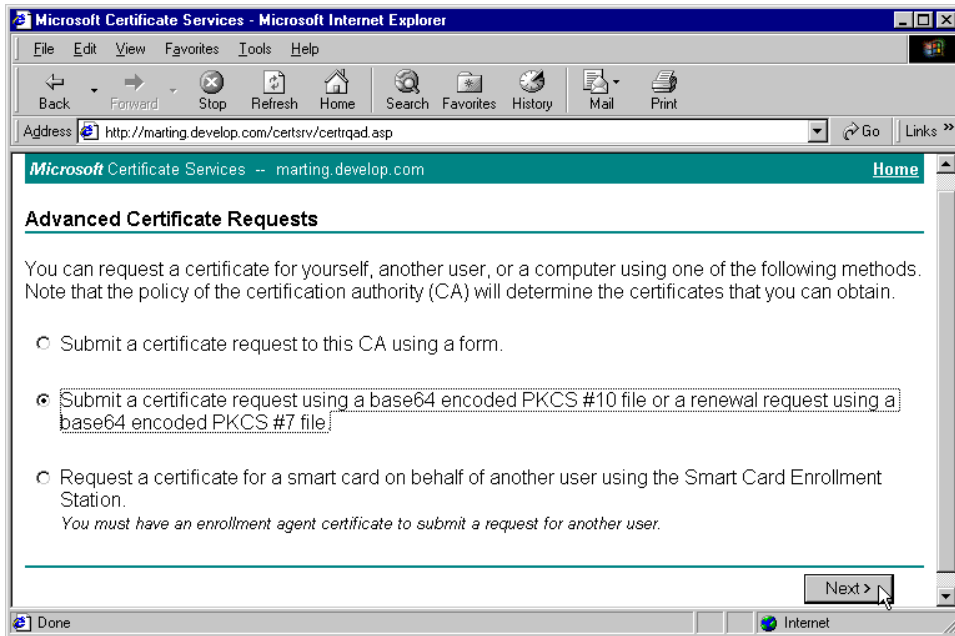 Microsoft Certificate Services - Microsoft Internet Explorer
File Edit View Favorites Tools Help
Back Forward Stop Refresh Home Search Favorites History Mail Print
Address http://marting.develop.com/certsrv/certrqad.asp Go Links »
Microsoft Certificate Services -- marting.develop.com Home
Advanced Certificate Requests
You can request a certificate for yourself, another user, or a computer using one of the following methods.
Note that the policy of the certification authority (CA) will determine the certificates that you can obtain.
Submit a certificate request to this CA using a form.
Submit a certificate request using a base64 encoded PKCS #10 file or a renewal request using a
base64 encoded PKCS #7 file.
Request a certificate for a smart card on behalf of another user using the Smart Card Enrollment
Station.
You must have an enrollment agent certificate to submit a request for another user.
Next >
Done Internet